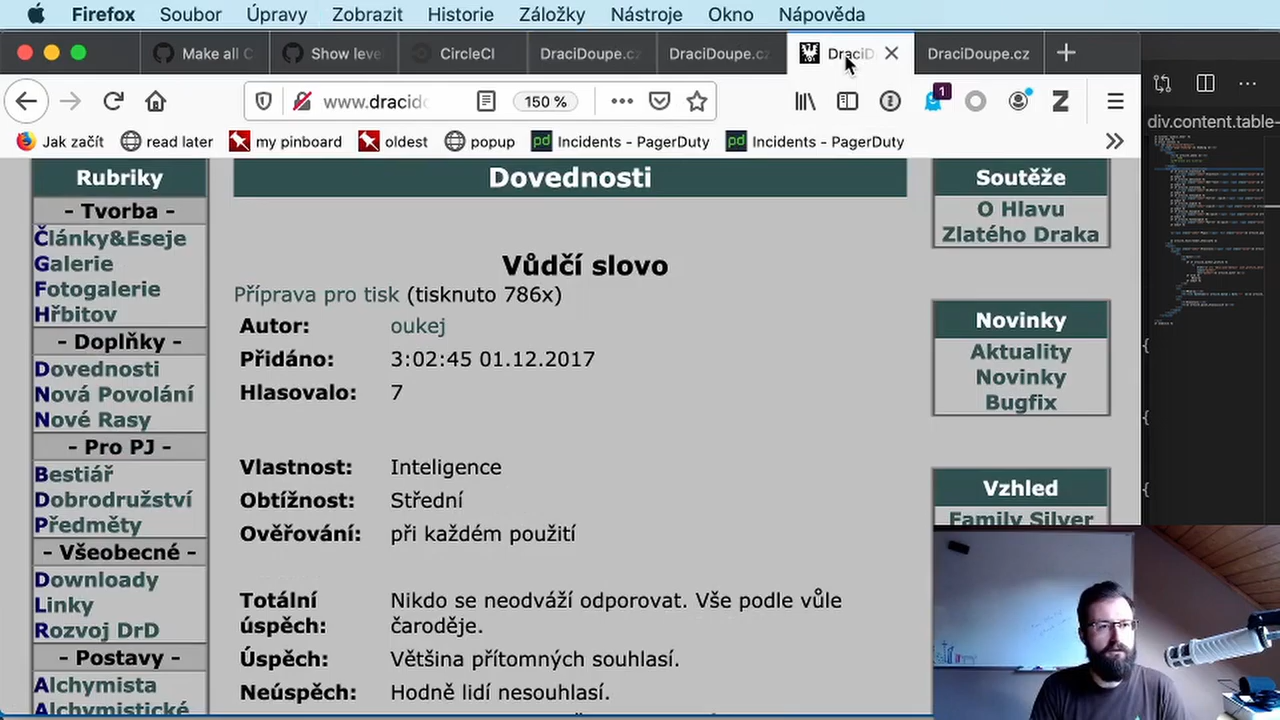 Firefox Soubor Úpravy Zobrazit Historie Záložky Nástroje Okno Nápověda
Make all C Show leve CircleCI DraciDoupe.cz DraciDoupe.cz DraciD DraciDoupe.cz
www.dracido 150 % 1 Z
div.content.table-
Jak začít read later my pinboard oldest popup pd Incidents - PagerDuty pd Incidents - PagerDuty
Rubriky
- Tvorba -
Články&Eseje
Galerie
Fotogalerie
Hřbitov
- Doplňky -
Dovednosti
Nová Povolání
Nové Rasy
- Pro PJ -
Bestiář
Dobrodružství
Předměty
- Všeobecné -
Downloady
Linky
Rozvoj DrD
- Postavy -
Alchymista
Alchymistické
Dovednosti
Vůdčí slovo
Příprava pro tisk (tisknuto 786x)
Autor: oukej
Přidáno: 3:02:45 01.12.2017
Hlasovalo: 7
Vlastnost: Inteligence
Obtížnost: Střední
Ověřování: při každém použití
Totální Nikdo se neodváží odporovat. Vše podle vůle
úspěch: čaroděje.
Úspěch: Většina přítomných souhlasí.
Neúspěch: Hodně lidí nesouhlasí.
Soutěže
O Hlavu
Zlatého Draka
Novinky
Aktuality
Novinky
Bugfix
Vzhled
Family Silver
{
{
{